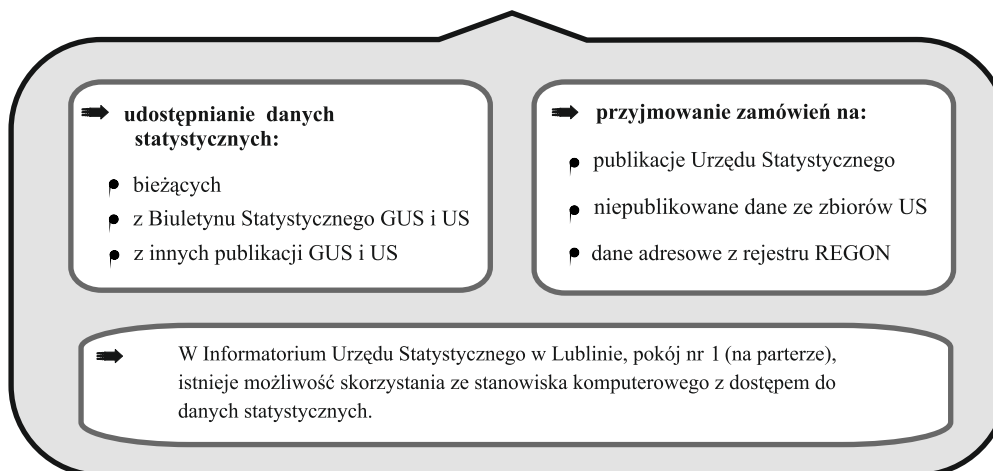 udostępnianie danych
statystycznych:
bieżących
z Biuletynu Statystycznego GUS i US
z innych publikacji GUS i US
przyjmowanie zamówień na:
publikacje Urzędu Statystycznego
niepublikowane dane ze zbiorów US
dane adresowe z rejestru REGON
W Informatorium Urzędu Statystycznego w Lublinie, pokój nr 1 (na parterze),
istnieje możliwość skorzystania ze stanowiska komputerowego z dostępem do
danych statystycznych.